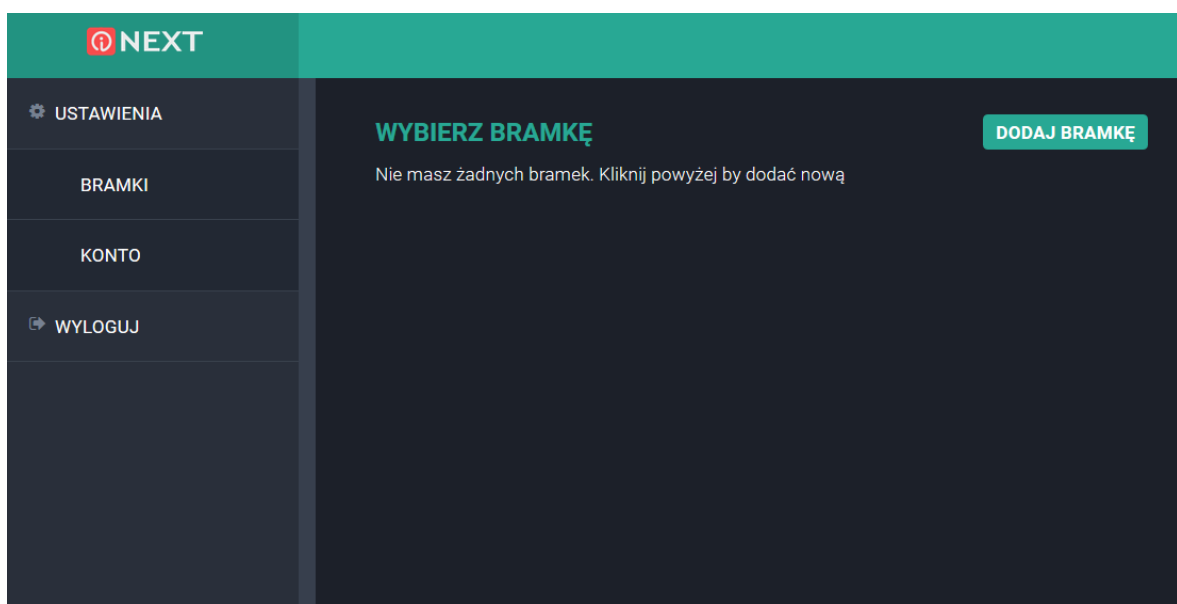 NEXT
USTAWIENIA
BRAMKI
KONTO
WYLOGUJ
WYBIERZ BRAMKĘ
DODAJ BRAMKĘ
Nie masz żadnych bramek. Kliknij powyżej by dodać nową